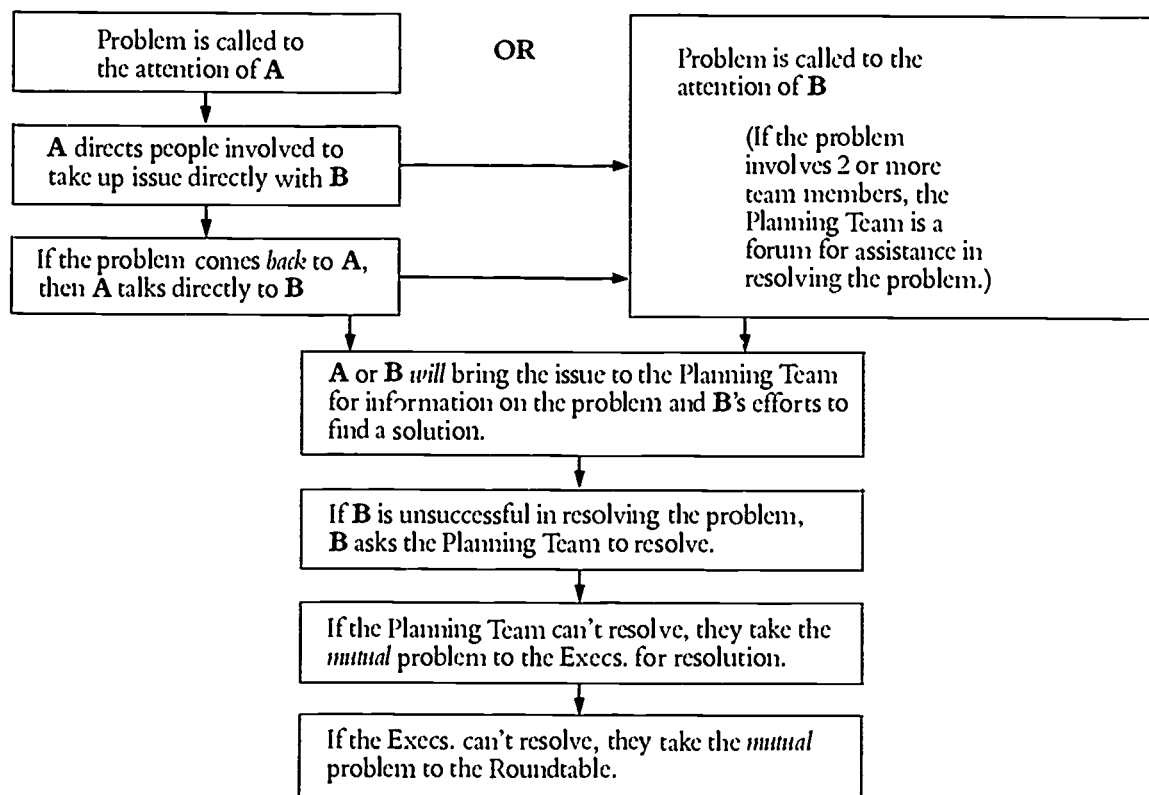 Problem is called to
the attention of A
OR
Problem is called to the
attention of B
(If the problem
involves 2 or more
team members, the
Planning Team is a
forum for assistance in
resolving the problem.)
A directs people involved to
take up issue directly with B
If the problem comes back to A,
then A talks directly to B
A or B will bring the issue to the Planning Team
for information on the problem and B's efforts to
find a solution.
If B is unsuccessful in resolving the problem,
B asks the Planning Team to resolve.
If the Planning Team can't resolve, they take the
mutual problem to the Execs. for resolution.
If the Execs. can't resolve, they take the mutual
problem to the Roundtable.